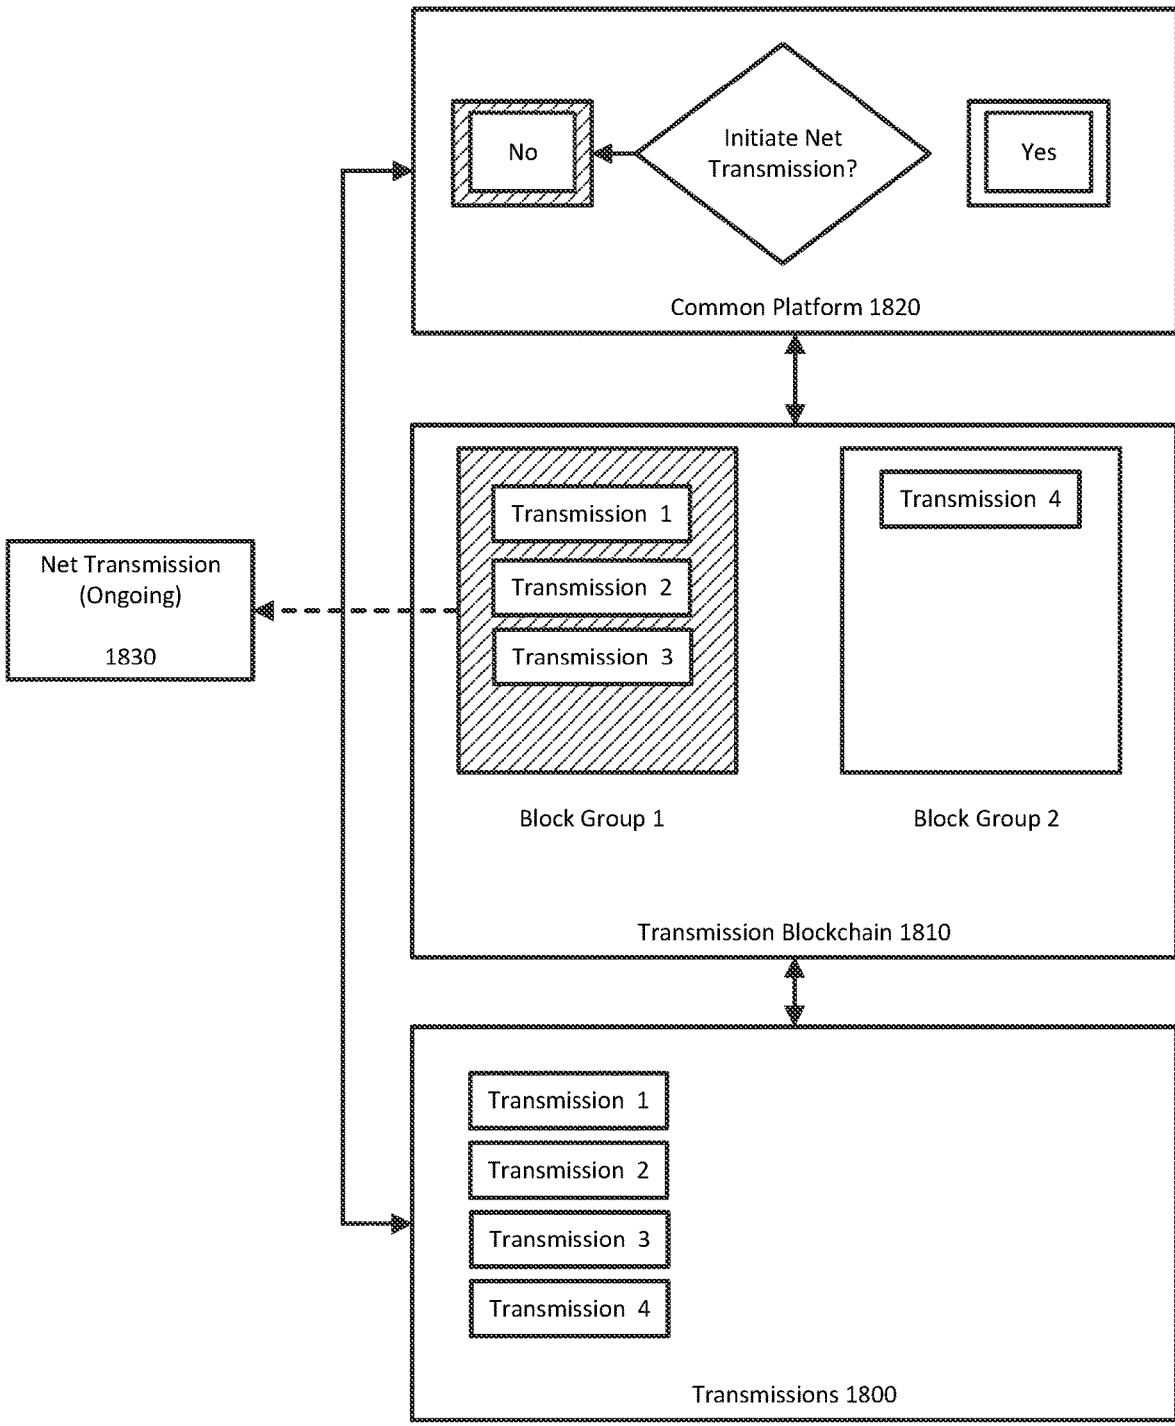 No
Initiate Net
Transmission?
Yes
Common Platform 1820
Transmission 1
Transmission 2
Transmission 3
Transmission 4
Net Transmission
(Ongoing)
1830
Block Group 1
Block Group 2
Transmission Blockchain 1810
Transmission 1
Transmission 2
Transmission 3
Transmission 4
Transmissions 1800